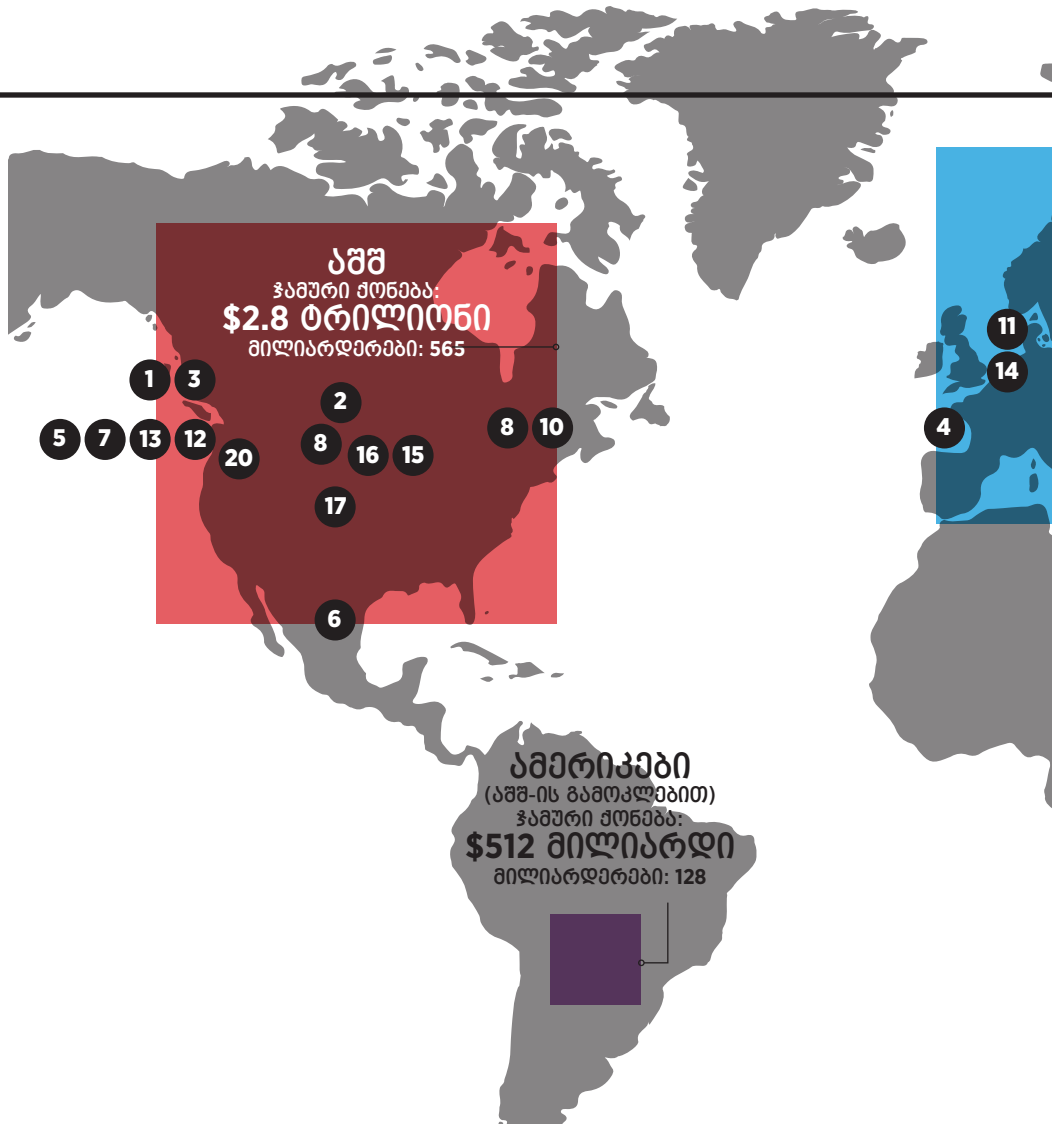 აშშ
ჯამური ქონება:
$2.8 ტრილიონი
მილიარდერები: 565
1 3
2
5 7 13 12
20
8
16 15
8 10
17
6
11
14
4
ამერიკები
(აშშ-ის გამოკლებით)
ჯამური ქონება:
$512 მილიარდი
მილიარდერები: 128